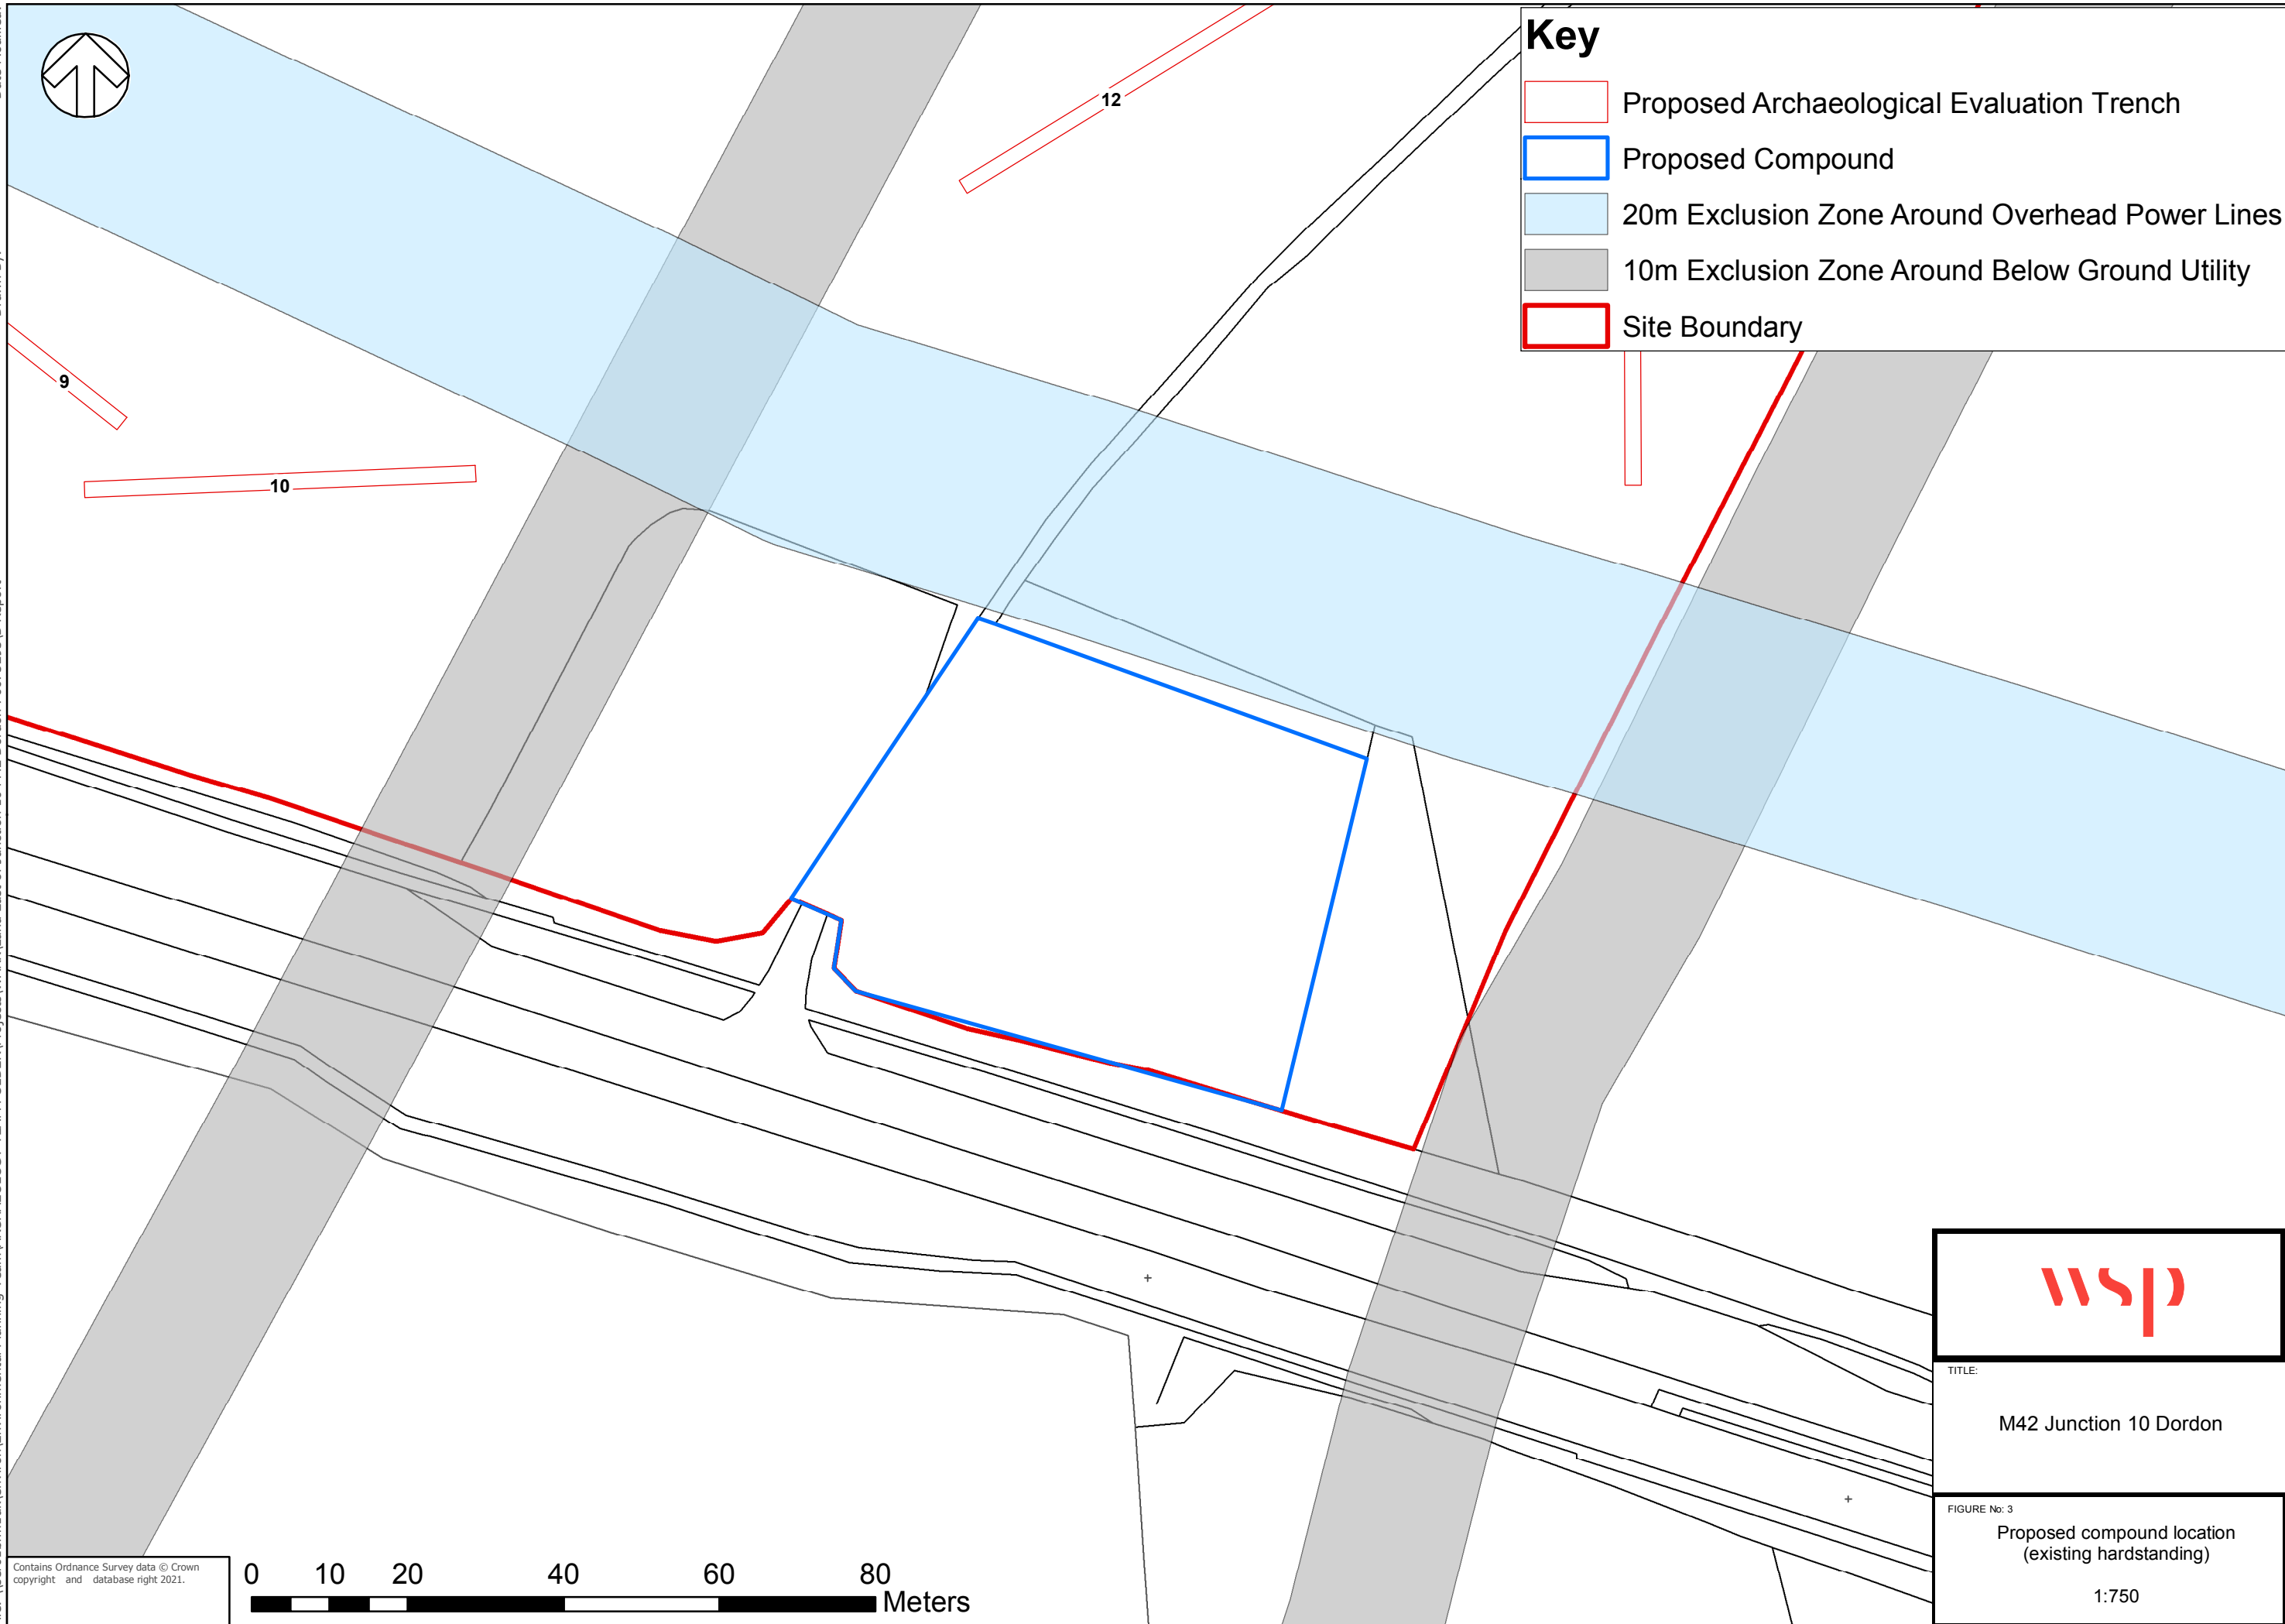 Key
Proposed Archaeological Evaluation Trench
Proposed Compound
20m Exclusion Zone Around Overhead Power Lines
10m Exclusion Zone Around Below Ground Utility
Site Boundary
12
9
10
wsp
TITLE:
M42 Junction 10 Dordon
FIGURE No: 3
Proposed compound location
(existing hardstanding)
1:750
Contains Ordnance Survey data © Crown
copyright and database right 2021.
0 10 20 40 60 80
Meters